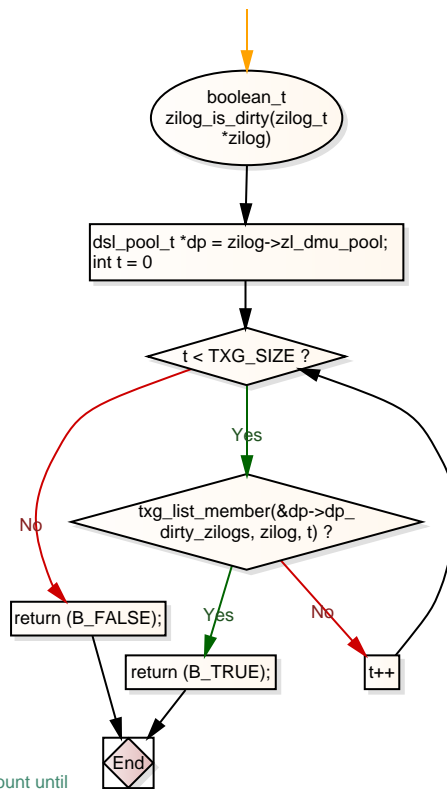 boolean_t
zilog_is_dirty(zilog_t
*zilog)
dsl_pool_t *dp = zilog->zl_dmu_pool;
int t = 0
t < TXG_SIZE ?
Yes
txg_list_member(&dp->dp_
dirty_zilogs, zilog, t) ?
No
return (B_FALSE);
Yes
No
return (B_TRUE);
t++
End
ount until